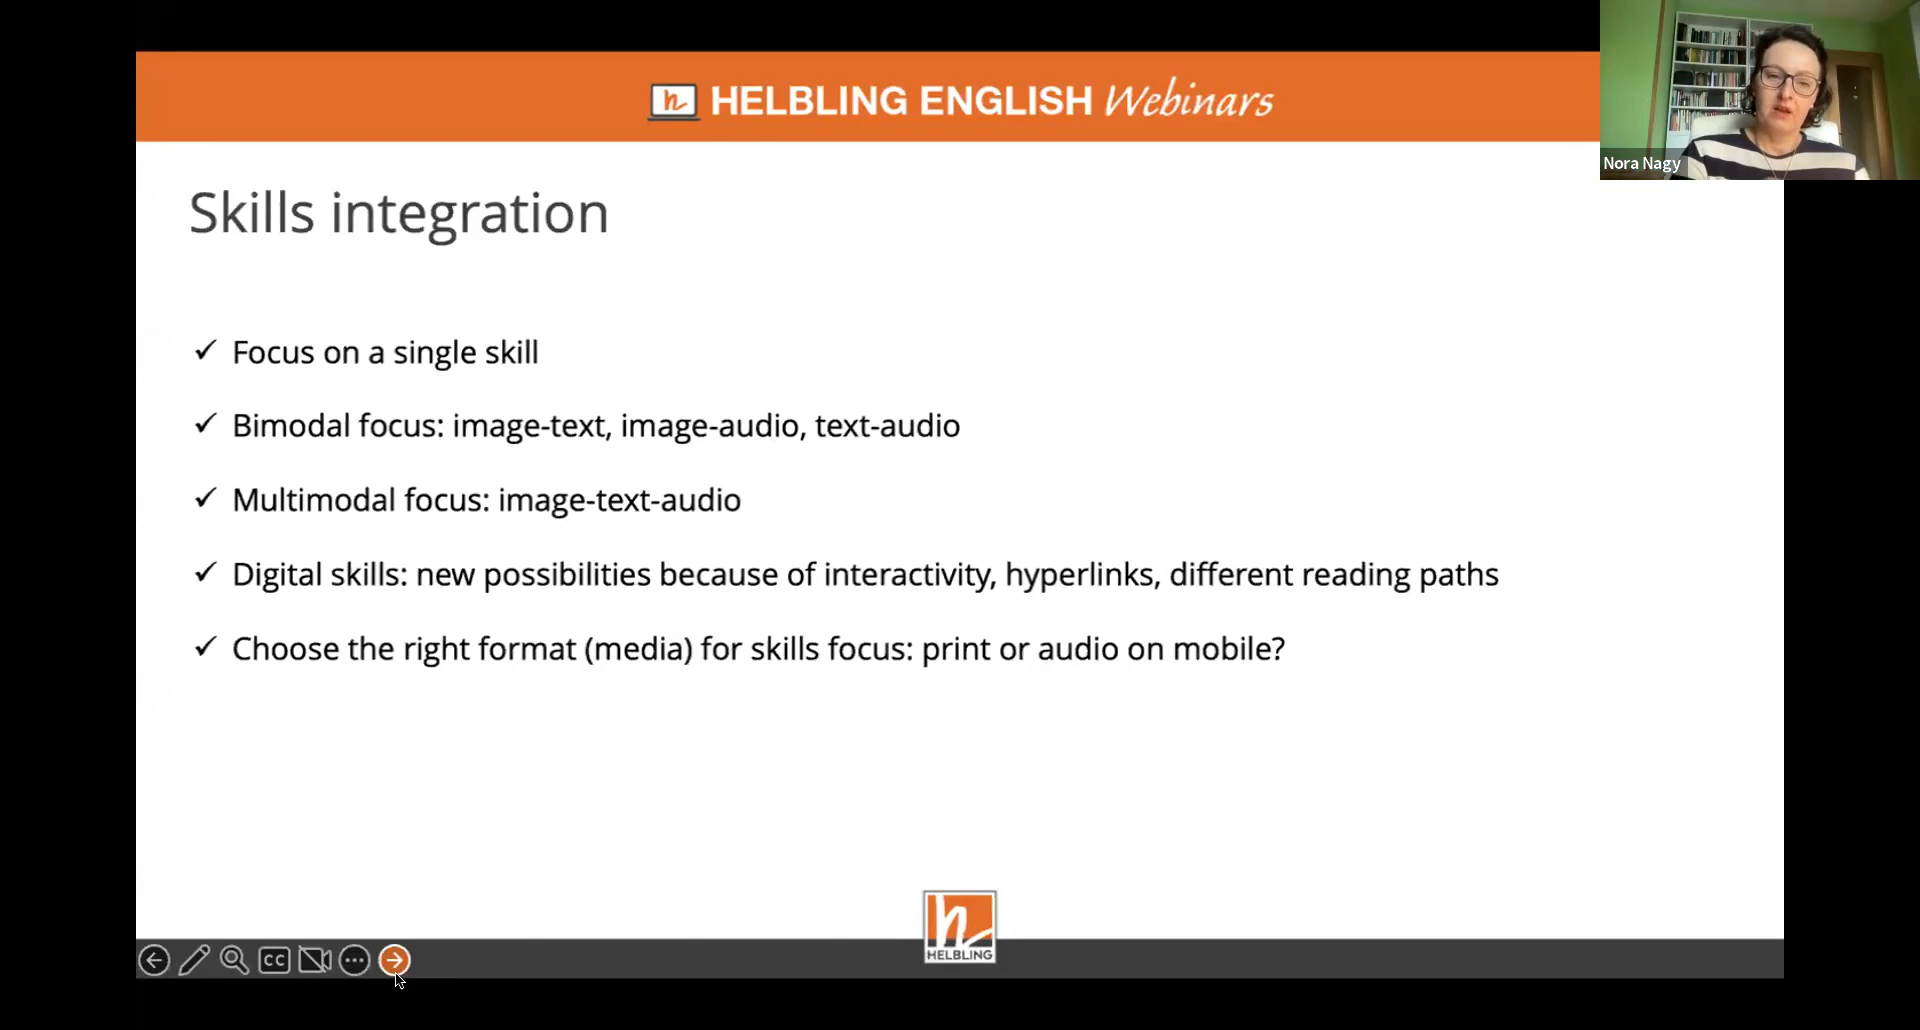 HELBLING ENGLISH Webinars
Nora Nagy
Skills integration
✓ Focus on a single skill
✓ Bimodal focus: image-text, image-audio, text-audio
✓ Multimodal focus: image-text-audio
✓ Digital skills: new possibilities because of interactivity, hyperlinks, different reading paths
✓ Choose the right format (media) for skills focus: print or audio on mobile?
h
HELBLING
CC